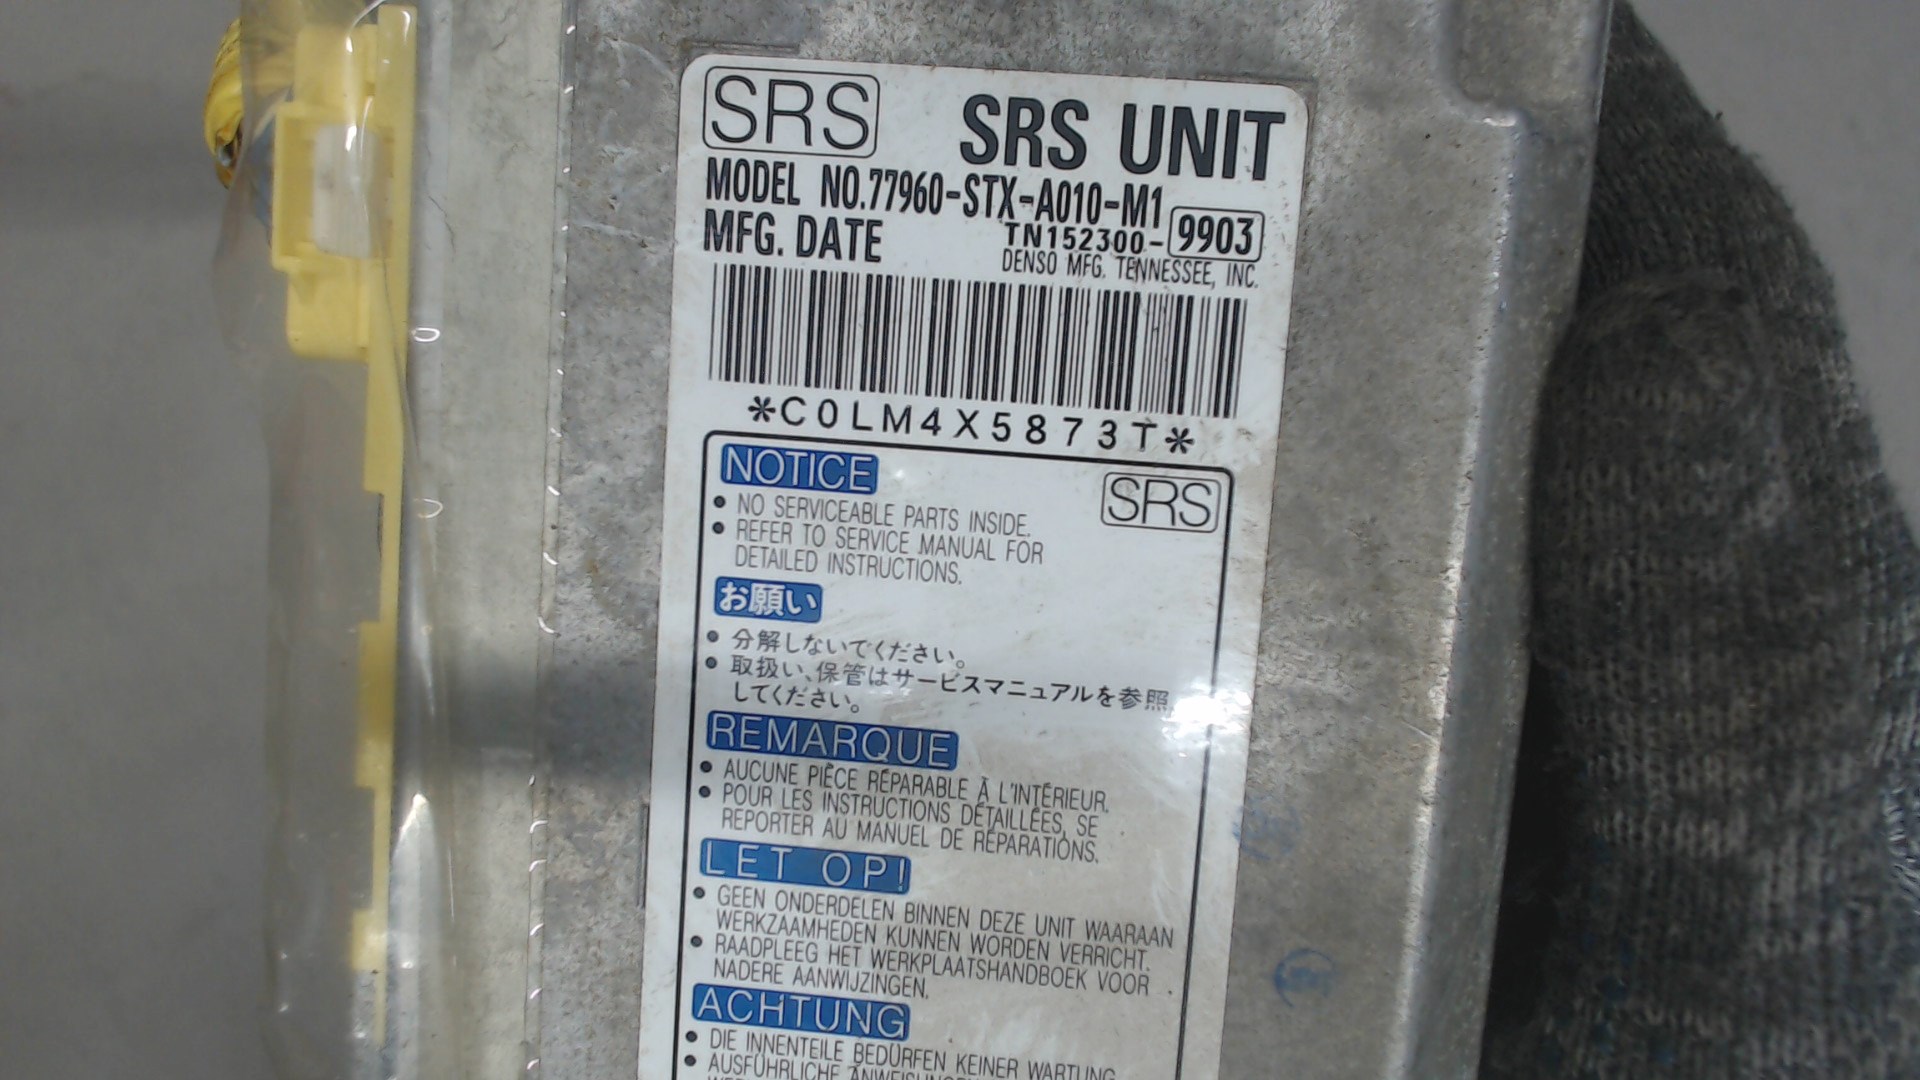 SRS SRS UNIT
MODEL NO.77960-STX-A010-M1
MFG. DATE TN152300-9903
DENSO MFG. TENNESSEE, INC.
*C0LM4X5873T*
NOTICE SRS
• NO SERVICEABLE PARTS INSIDE.
• REFER TO SERVICE MANUAL FOR
DETAILED INSTRUCTIONS.
お願い
• 分解しないでください。
• 取扱い、保管はサービスマニュアルを参照
してください。
REMARQUE
• AUCUNE PIÈCE RÉPARABLE À L'INTÉRIEUR.
• POUR LES INSTRUCTIONS DÉTAILLÉES, SE
REPORTER AU MANUEL DE RÉPARATIONS.
LET OP!
• GEEN ONDERDELEN BINNEN DEZE UNIT WAARAAN
WERKZAAMHEDEN KUNNEN WORDEN VERRICHT.
• RAADPLEEG HET WERKPLAATSHANDBOEK VOOR
NADERE AANWIJZINGEN.
ACHTUNG
• DIE INNENTEILE BEDÜRFEN KEINER WARTUNG
• AUSFÜHRLICHE